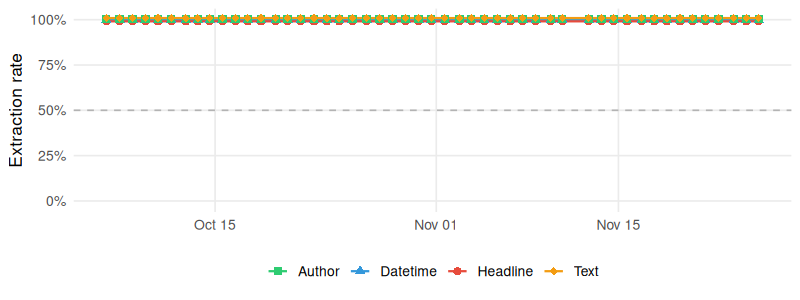 Extraction rate
100%
75%
50%
25%
0%
Oct 15 Nov 01 Nov 15
Author Datetime Headline Text